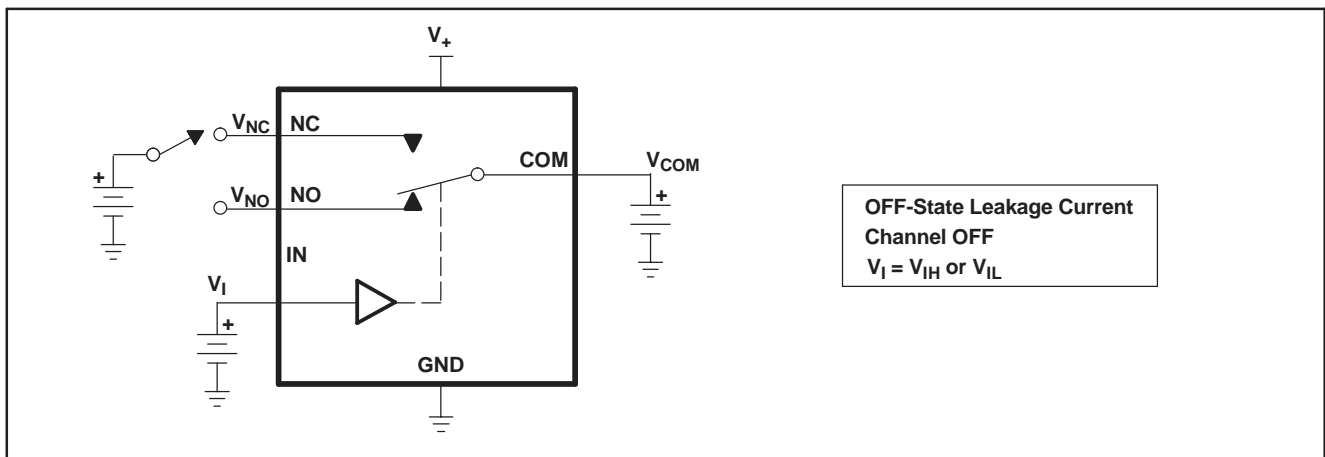 V+
VNC NC
COM VCOM
+
+
VNO NO
IN
VI
+
GND
OFF-State Leakage Current
Channel OFF
VI = VIH or VIL